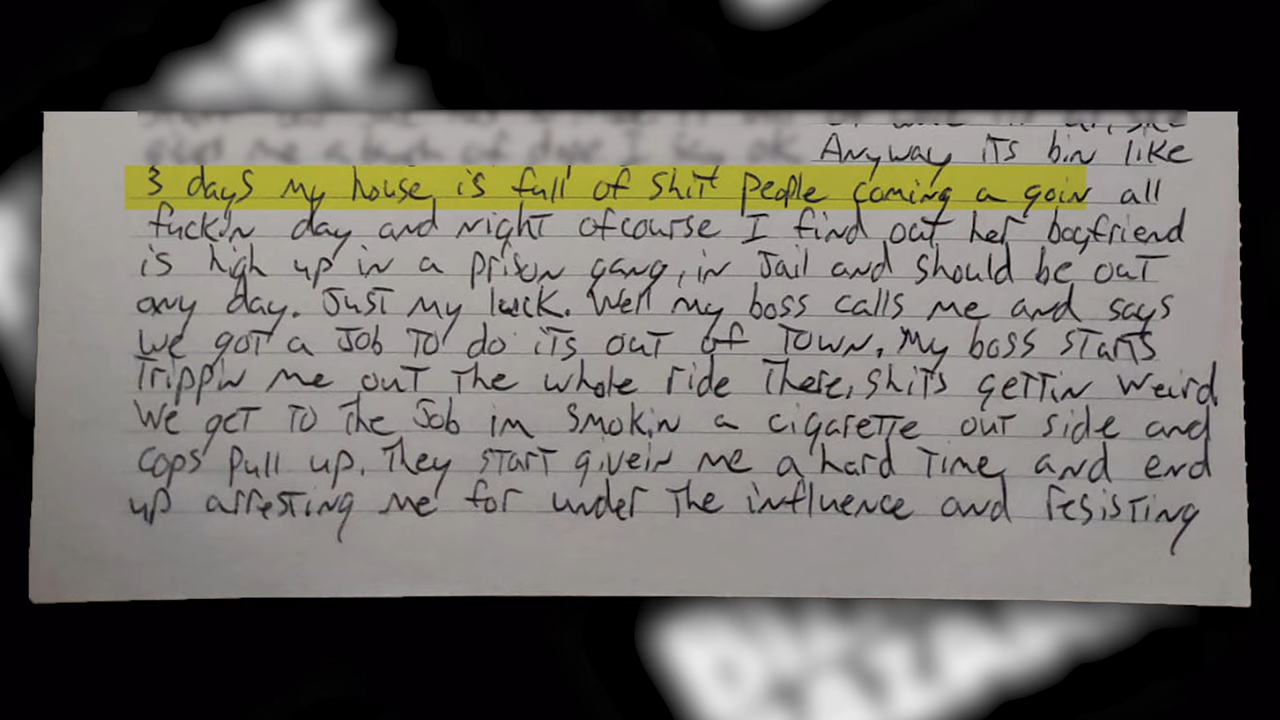 Anyway its bin like
3 days my house is full of shit people coming a goin all
fuckin day and night ofcourse I find out her boyfriend
is high up in a prison gang, in Jail and should be out
any day. Just my luck. Well my boss calls me and says
we got a Job to do its out of Town. My boss starts
Trippin me out the whole ride There, shits gettin weird
We get to the Job im smokin a cigarette out side and
cops pull up. They start givein me a hard time and end
up arresting me for under the influence and resisting